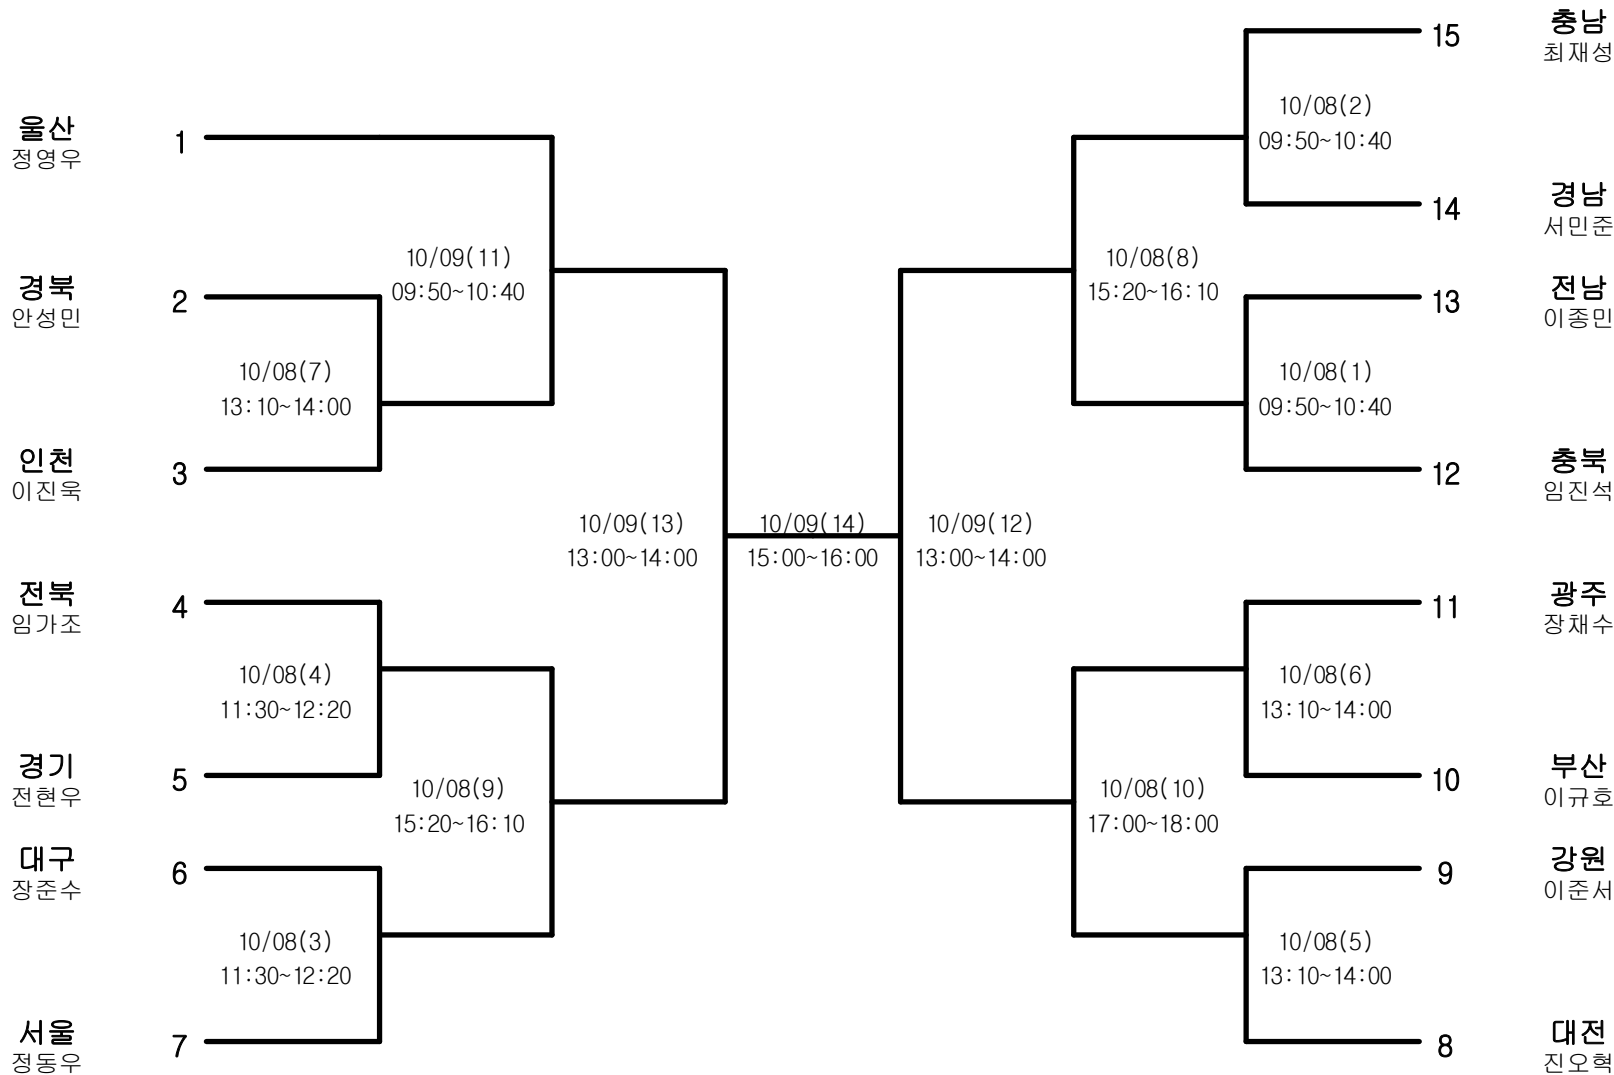 울산
정영우
1
경북
안성민
2
10/09(11)
09:50~10:40
10/08(7)
13:10~14:00
인천
이진욱
3
10/09(13)
13:00~14:00
전북
임가조
4
10/08(4)
11:30~12:20
경기
전현우
5
10/08(9)
15:20~16:10
대구
장준수
6
10/08(3)
11:30~12:20
서울
정동우
7
10/09(14)
15:00~16:00
15
충남
최재성
10/08(2)
09:50~10:40
14
경남
서민준
10/08(8)
15:20~16:10
13
전남
이종민
10/08(1)
09:50~10:40
12
충북
임진석
10/09(12)
13:00~14:00
11
광주
장채수
10/08(6)
13:10~14:00
10
부산
이규호
10/08(10)
17:00~18:00
9
강원
이준서
10/08(5)
13:10~14:00
8
대전
진오혁